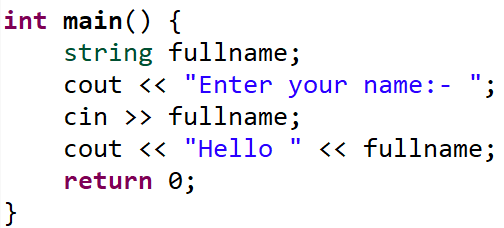 int main() {
    string fullname;
    cout << "Enter your name:- ";
    cin >> fullname;
    cout << "Hello " << fullname;
    return 0;
}